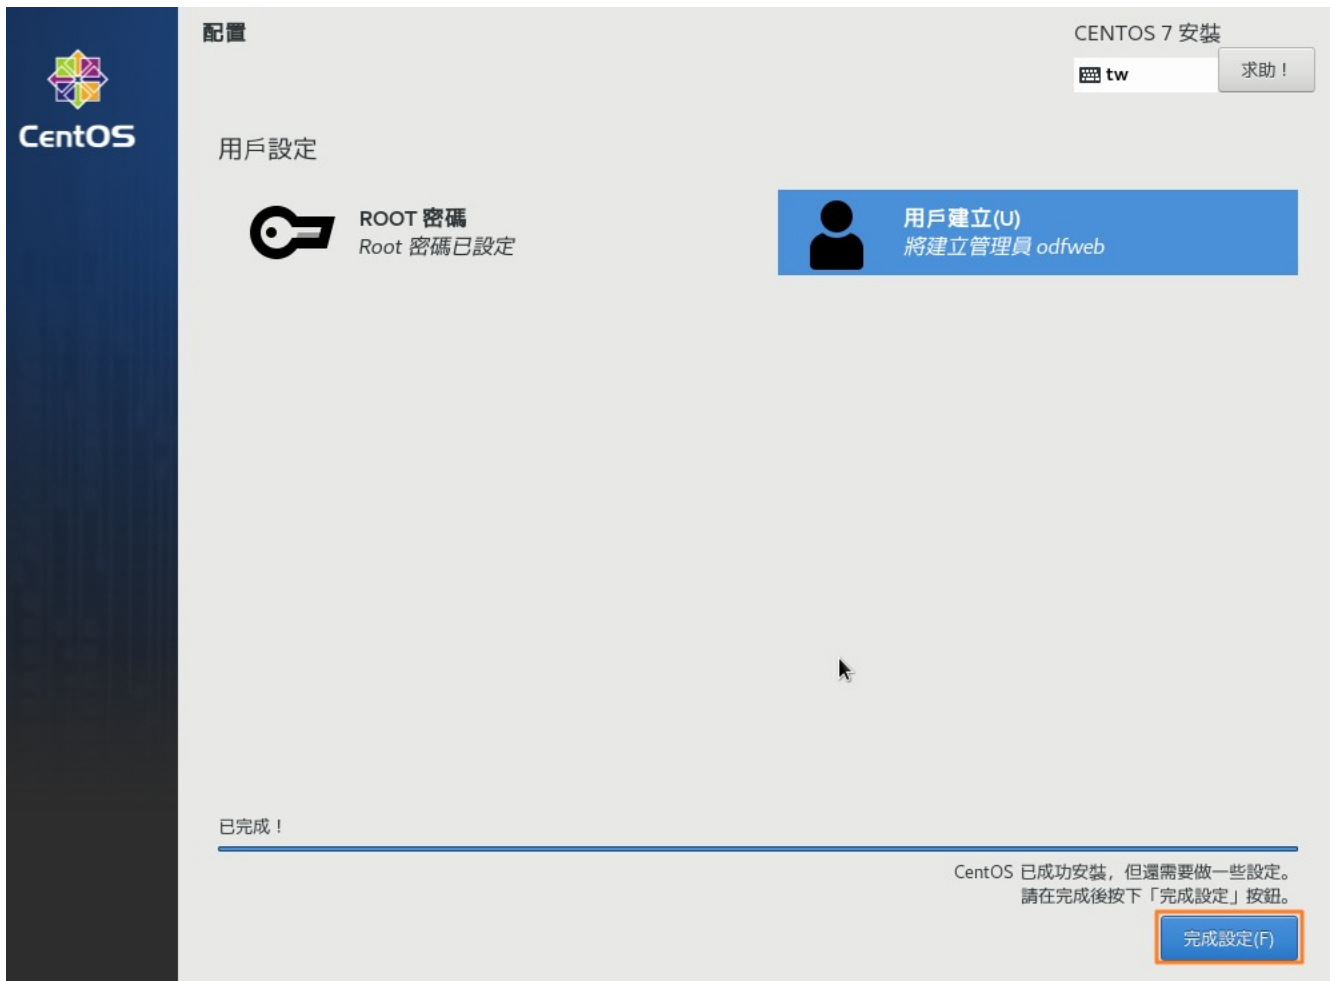 配置
CENTOS 7 安裝
tw
求助！
CentOS
用戶設定
ROOT 密碼
Root 密碼已設定
用戶建立(U)
將建立管理員 odfweb
已完成！
CentOS 已成功安裝，但還需要做一些設定。
請在完成後按下「完成設定」按鈕。
完成設定(F)